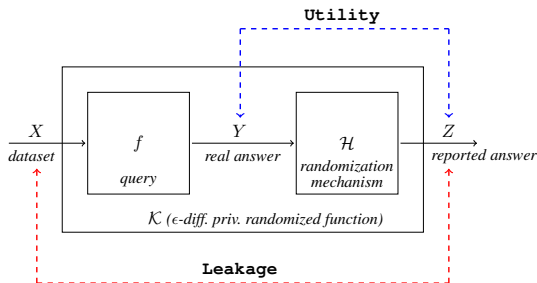 Utility
X
dataset
f
query
Y
real answer
ℋ
randomization
mechanism
Z
reported answer
𝒦 (ϵ-diff. priv. randomized function)
Leakage